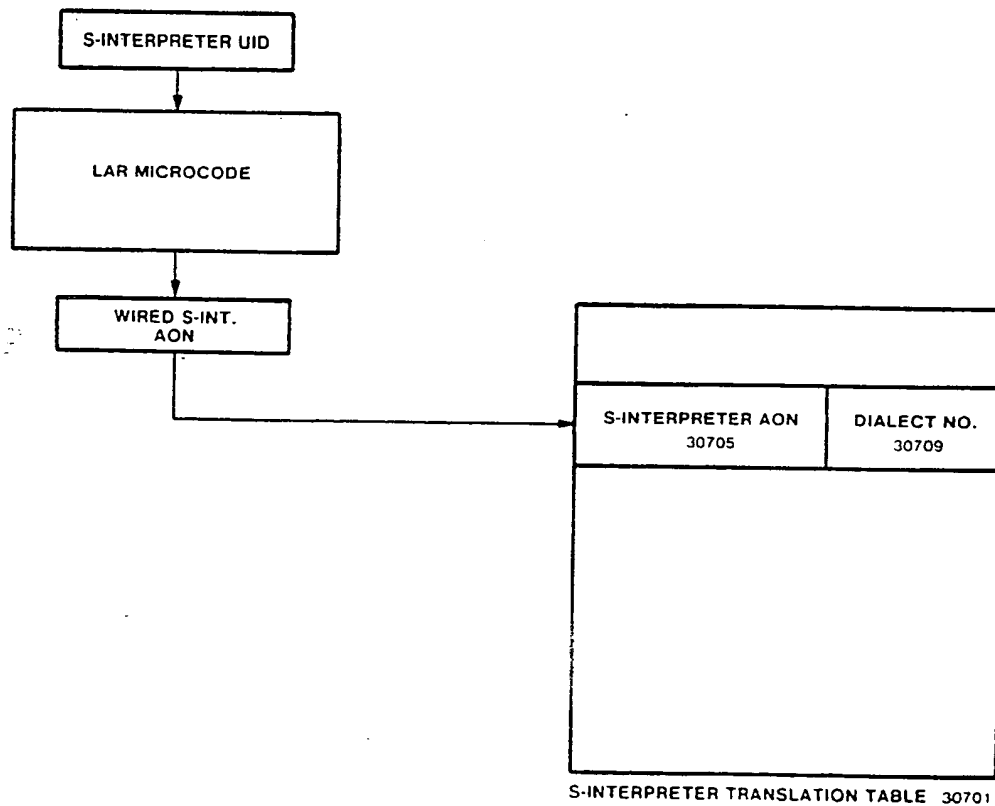 S-INTERPRETER UID
LAR MICROCODE
WIRED S-INT.
AON
S-INTERPRETER AON
30705
DIALECT NO.
30709
S-INTERPRETER TRANSLATION TABLE 30701